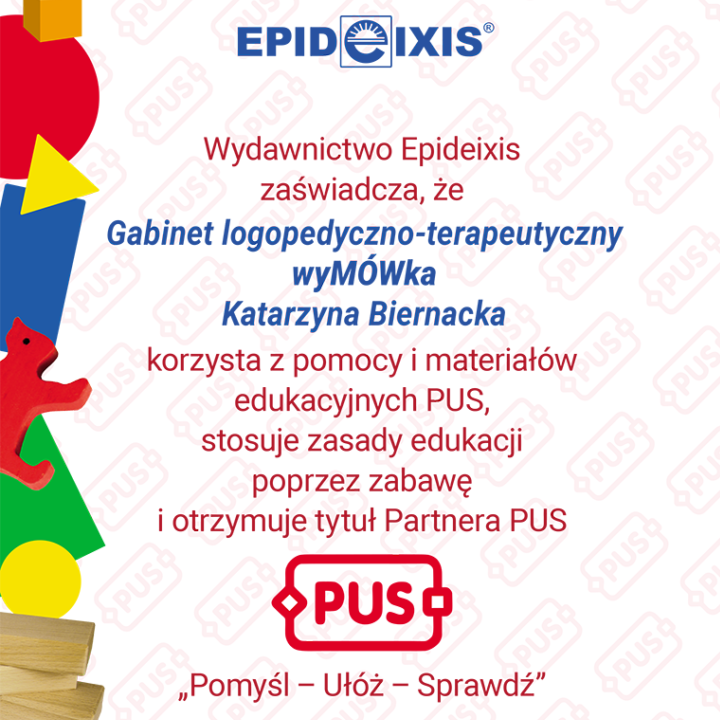 EPIDEIXIS®
Wydawnictwo Epideixis
zaświadcza, że
Gabinet logopedyczno-terapeutyczny
wyMÓWka
Katarzyna Biernacka
korzysta z pomocy i materiałów
edukacyjnych PUS,
stosuje zasady edukacji
poprzez zabawę
i otrzymuje tytuł Partnera PUS
PUS
„Pomyśl – Ułóż – Sprawdź”